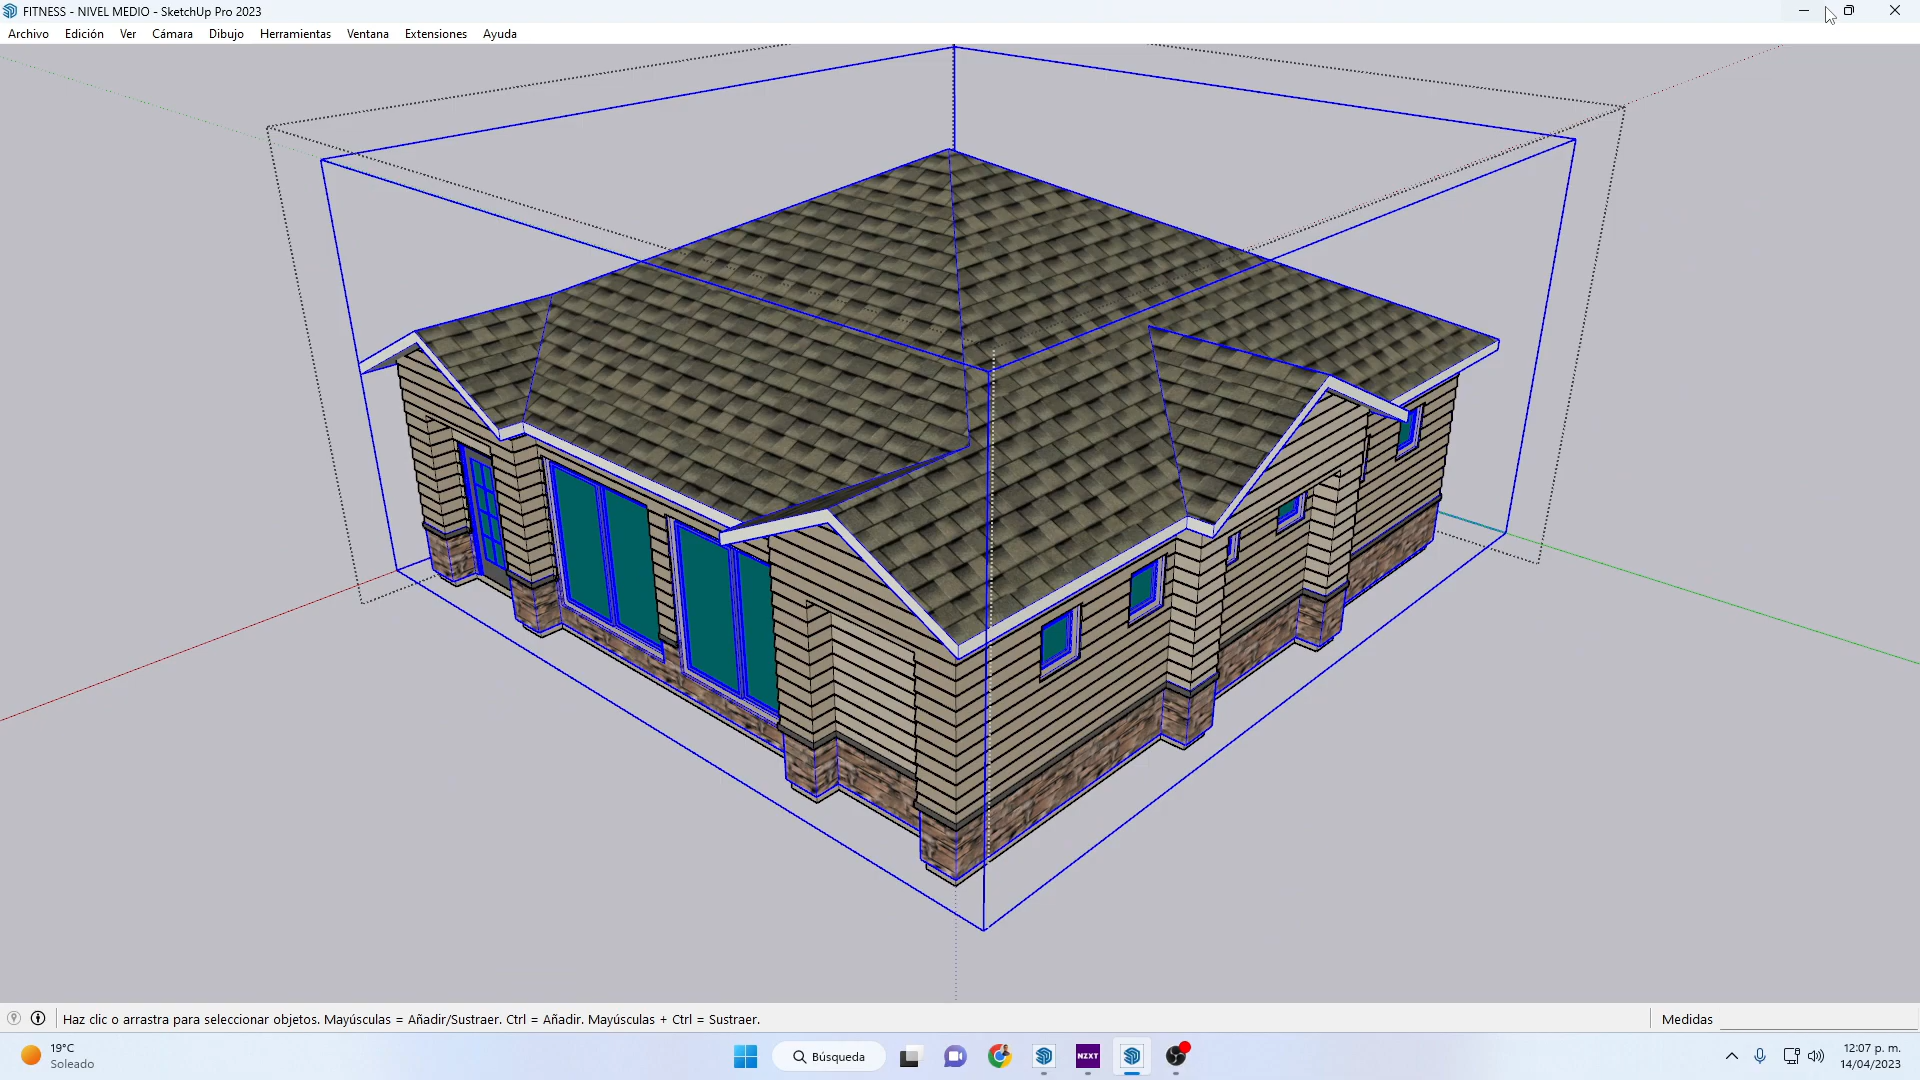 FITNESS - NIVEL MEDIO - SketchUp Pro 2023
Archivo Edición Ver Cámara Dibujo Herramientas Ventana Extensiones Ayuda
Haz clic o arrastra para seleccionar objetos. Mayúsculas = Añadir/Sustraer. Ctrl = Añadir. Mayúsculas + Ctrl = Sustraer.
Medidas
19°C
Soleado
Búsqueda
NZXT
12:07 p. m.
14/04/2023